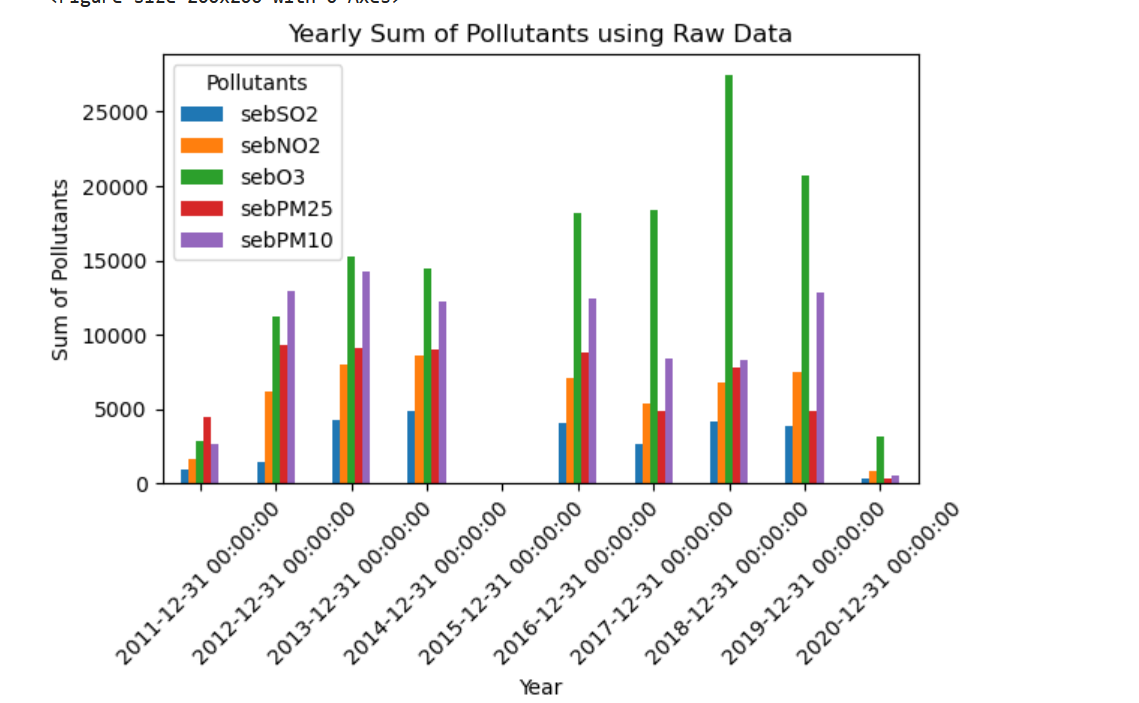 Yearly Sum of Pollutants using Raw Data
Pollutants
sebSO2
sebNO2
sebO3
sebPM25
sebPM10
Sum of Pollutants
25000
20000
15000
10000
5000
0
2011-12-31 00:00:00
2012-12-31 00:00:00
2013-12-31 00:00:00
2014-12-31 00:00:00
2015-12-31 00:00:00
2016-12-31 00:00:00
2017-12-31 00:00:00
2018-12-31 00:00:00
2019-12-31 00:00:00
2020-12-31 00:00:00
Year